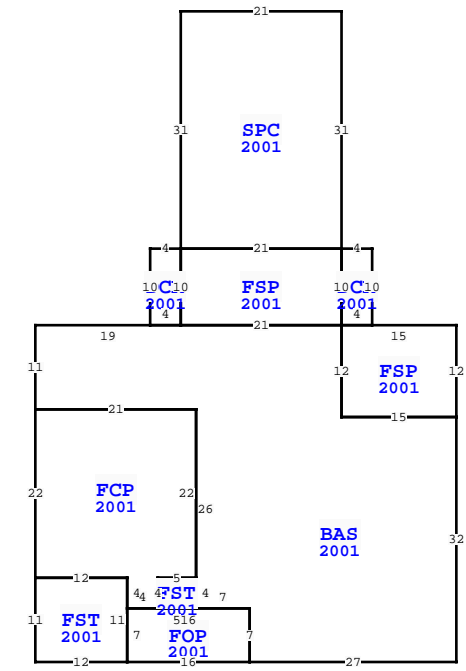 21
31 31
SPC
2001
4 21 4
10 C 10 FSP 10 C 10
2001 2001 2001
4 21 4
19 15
11 12 FSP 12
2001
21 15
22 FCP 22
2001 26
BAS 32
2001
12 5
4 4 4 FST 4 7
2001
11 FST 11 516
2001 7 FOP 7
2001
12 16 27